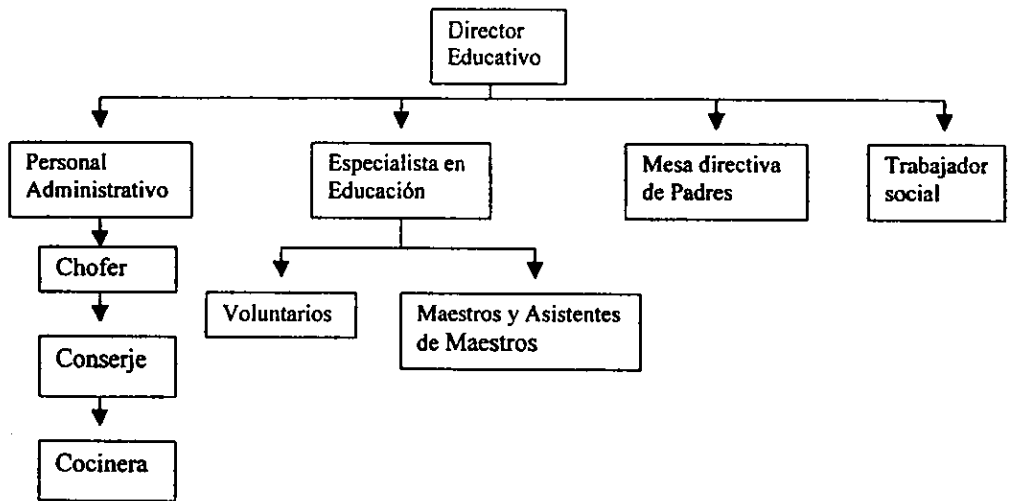 Director
Educativo
Personal
Administrativo
Especialista en
Educación
Mesa directiva
de Padres
Trabajador
social
Chofer
Voluntarios
Maestros y Asistentes
de Maestros
Conserje
Cocinera